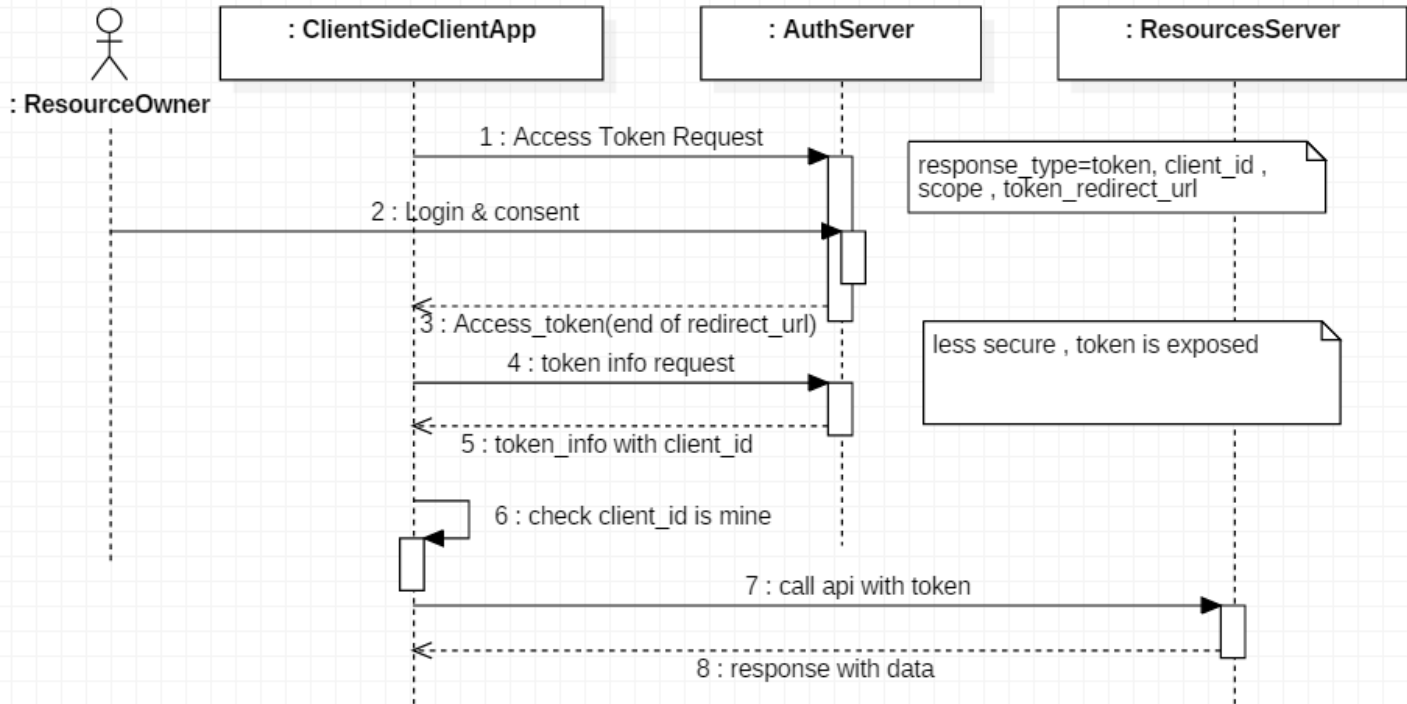 : ClientSideClientApp
: AuthServer
: ResourcesServer
: ResourceOwner
1 : Access Token Request
response_type=token, client_id ,
scope , token_redirect_url
2 : Login & consent
3 : Access_token(end of redirect_url)
less secure , token is exposed
4 : token info request
5 : token_info with client_id
6 : check client_id is mine
7 : call api with token
8 : response with data